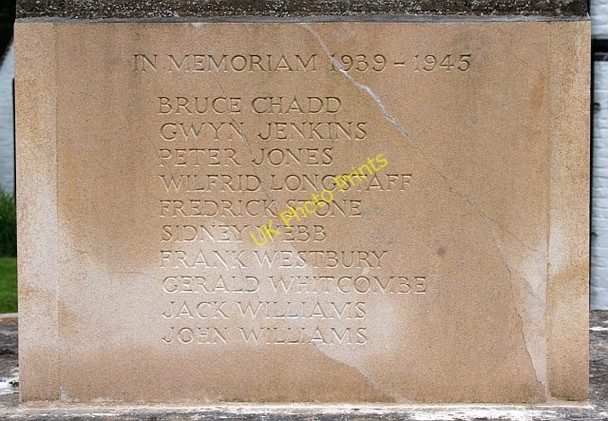 IN MEMORIAM 1939 - 1945
BRUCE CHADD
GWYN JENKINS
PETER JONES
WILFRID LONGSTAFF
FREDRICK STONE
SIDNEY WEBB
FRANK WESTBURY
GERALD WHITCOMBE
JACK WILLIAMS
JOHN WILLIAMS
UK Photo Prints